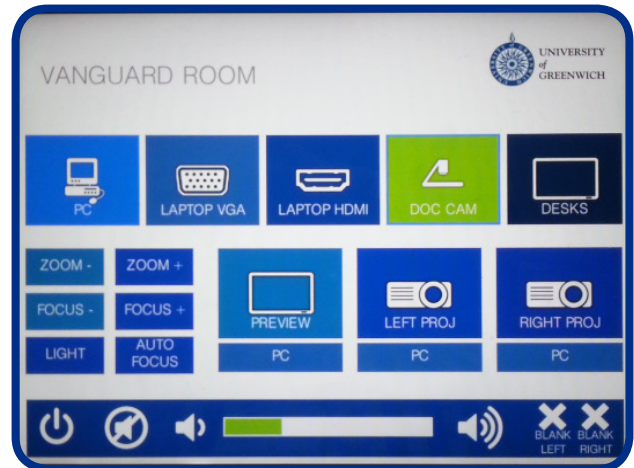 VANGUARD ROOM
UNIVERSITY
of
GREENWICH
PC
LAPTOP VGA
LAPTOP HDMI
DOC CAM
DESKS
ZOOM -
ZOOM +
FOCUS -
FOCUS +
LIGHT
AUTO
FOCUS
PREVIEW
LEFT PROJ
RIGHT PROJ
PC
PC
PC
BLANK
LEFT
BLANK
RIGHT